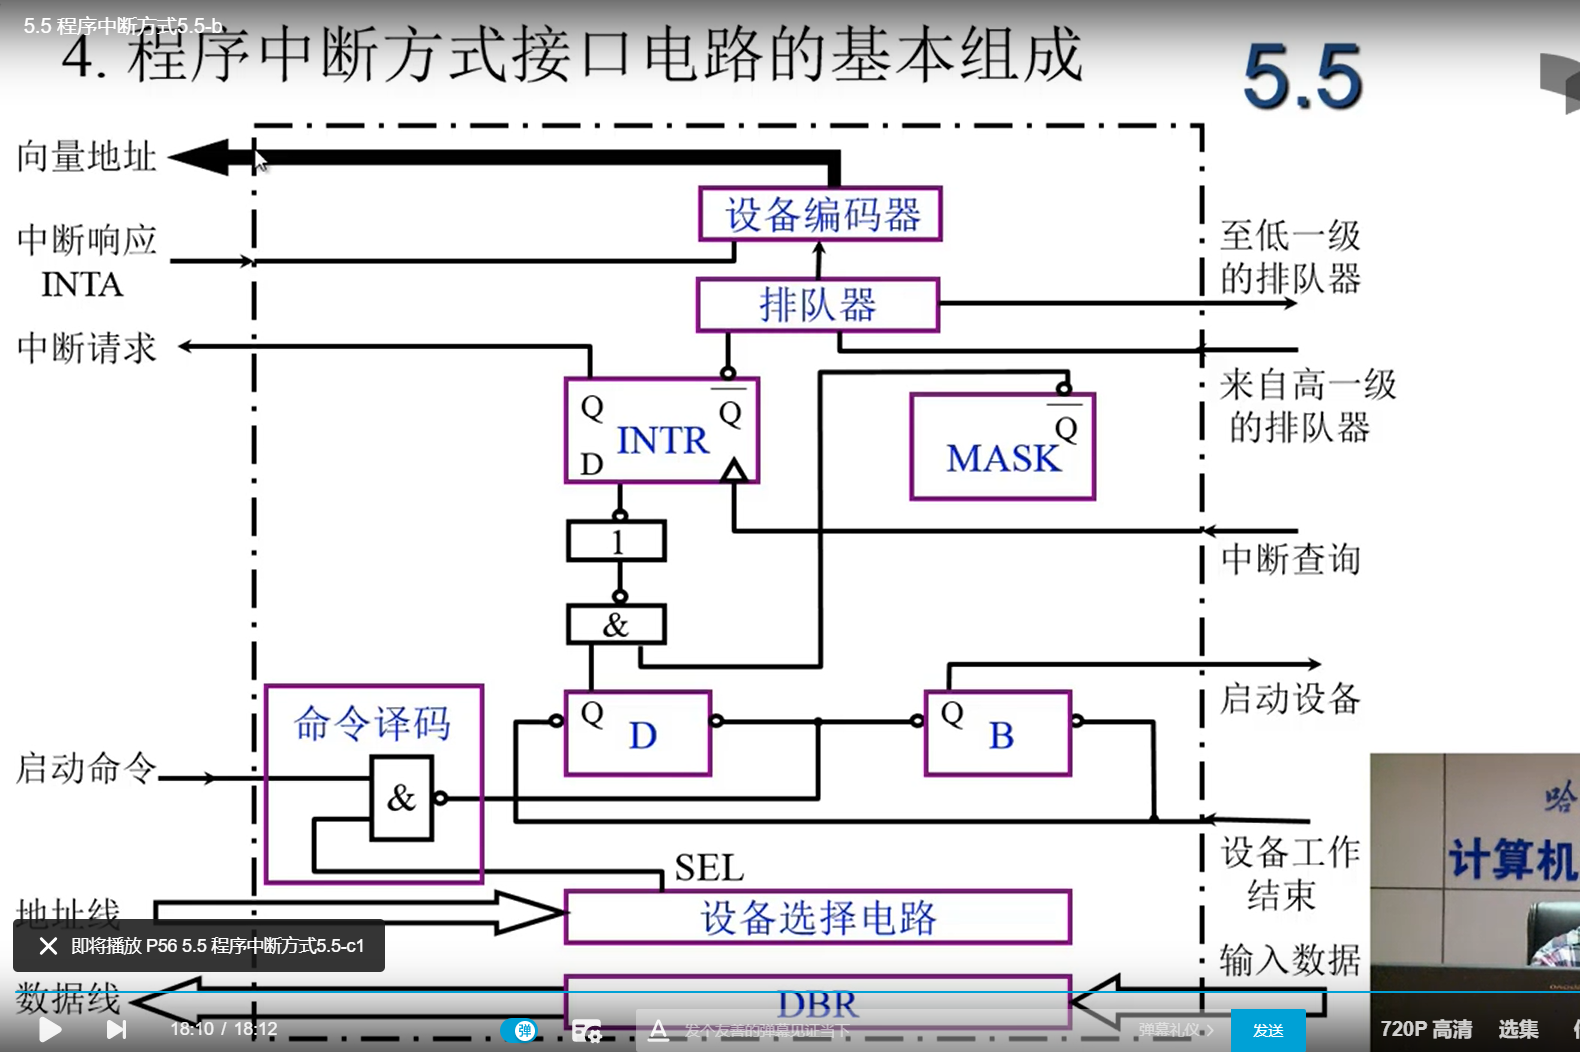 5.5 程序中断方式5.5-b
4. 程序中断方式接口电路的基本组成
5.5
向量地址
设备编码器
中断响应
INTA
至低一级
的排队器
排队器
中断请求
来自高一级
的排队器
Q
Q
INTR
D
Q
MASK
1
中断查询
&
启动设备
Q
D
Q
B
命令译码
启动命令
&
设备工作
结束
SEL
地址线
设备选择电路
输入数据
数据线
DBR
哈
计算机
即将播放 P56 5.5 程序中断方式5.5-c1
18:10 / 18:12
弹
A
发个友善的弹幕见证当下
弹幕礼仪
发送
720P 高清
选集